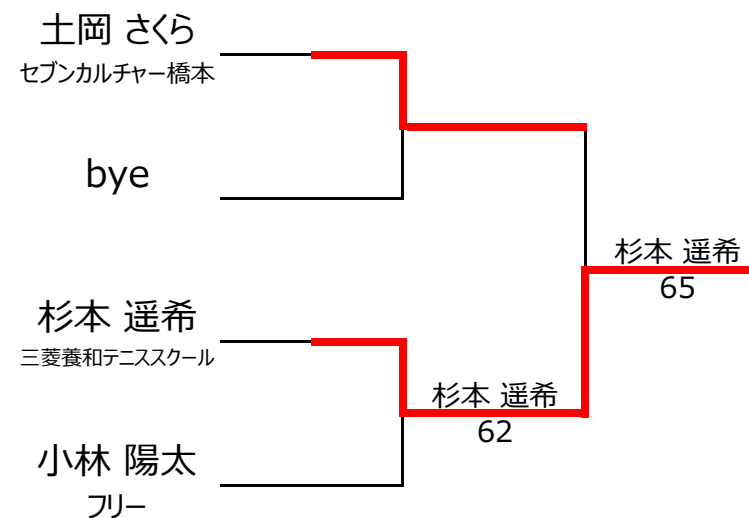 土岡 さくら
セブンカルチャー橋本
bye
杉本 遥希
65
杉本 遥希
三菱養和テニススクール
杉本 遥希
62
小林 陽太
フリー